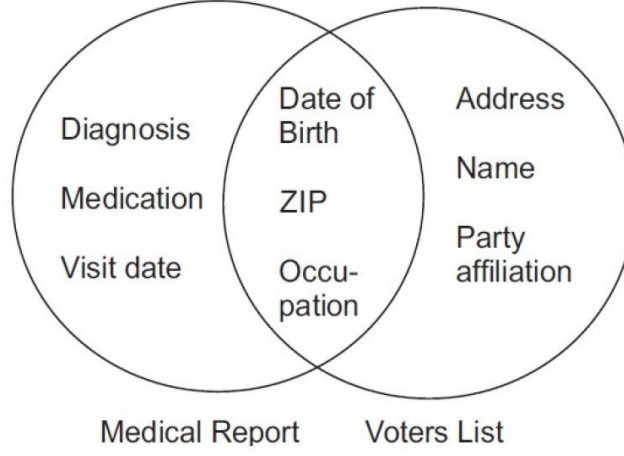 Diagnosis
Medication
Visit date
Date of
Birth
ZIP
Occu-
pation
Address
Name
Party
affiliation
Medical Report
Voters List